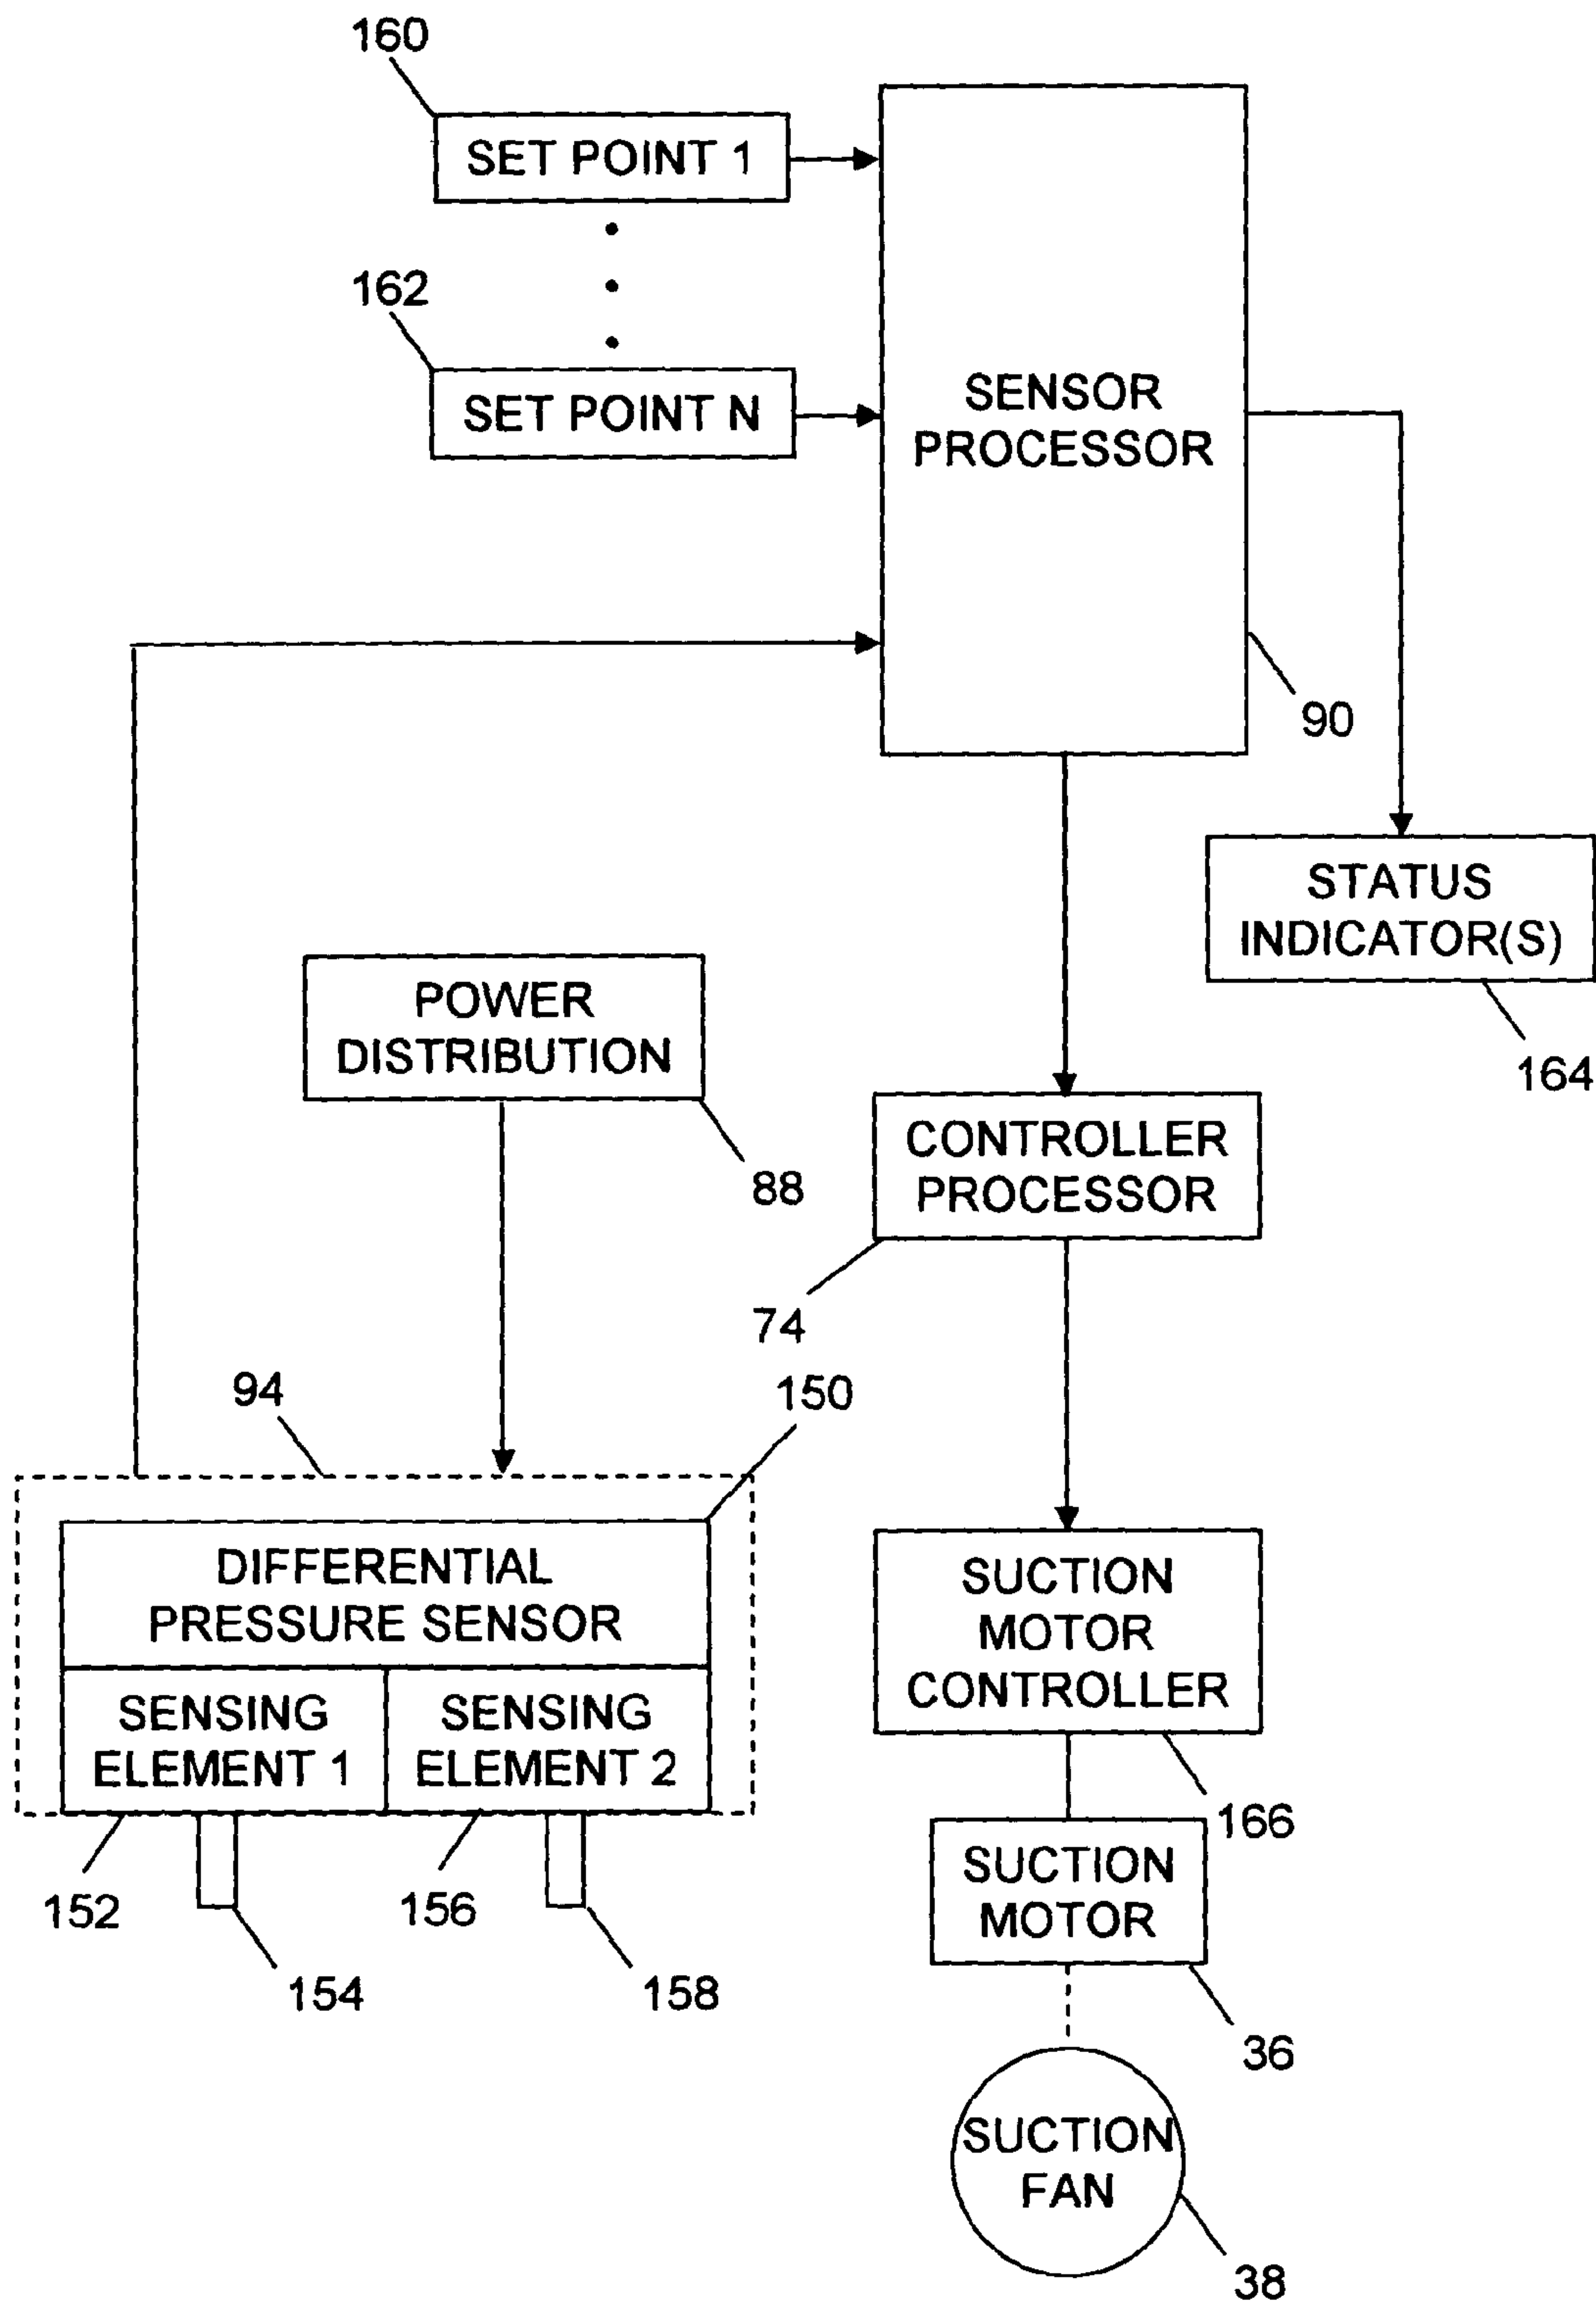 160
SET POINT 1
162
SET POINT N
SENSOR
PROCESSOR
90
STATUS
INDICATOR(S)
164
POWER
DISTRIBUTION
88
CONTROLLER
PROCESSOR
74
94
150
DIFFERENTIAL
PRESSURE SENSOR
SENSING
ELEMENT 1
SENSING
ELEMENT 2
152
154
156
158
SUCTION
MOTOR
CONTROLLER
166
SUCTION
MOTOR
36
SUCTION
FAN
38